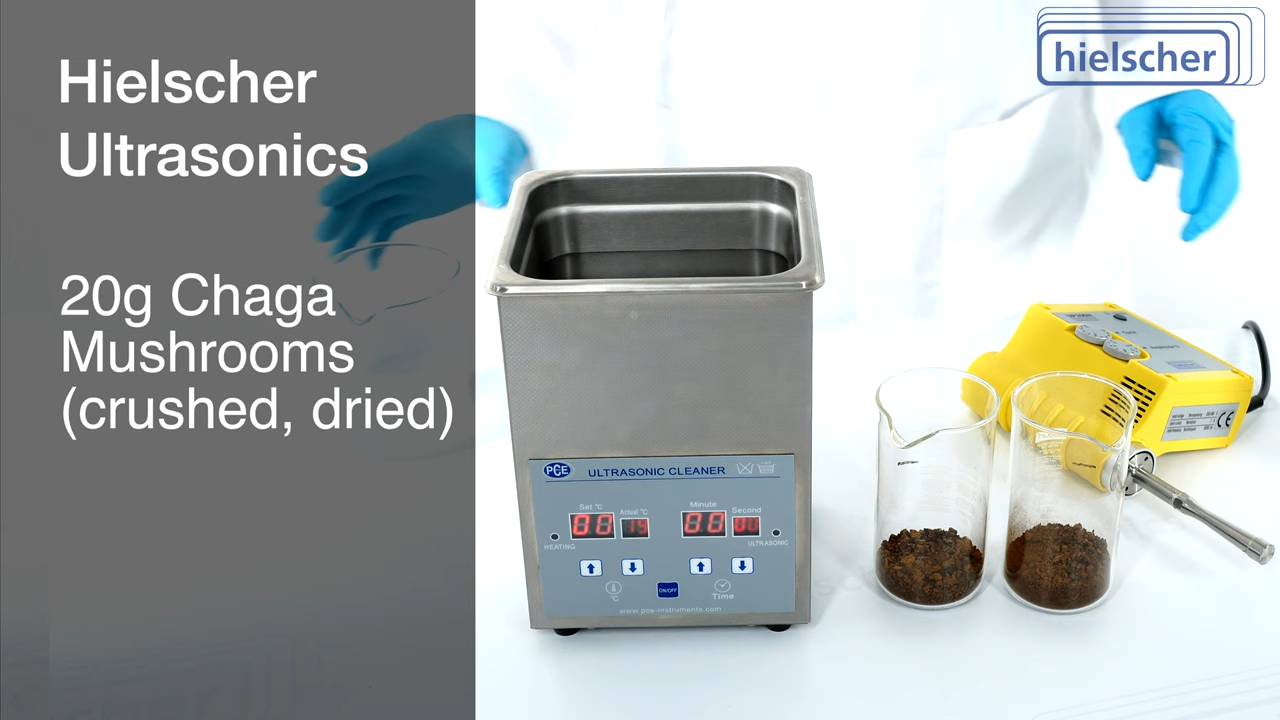 Hielscher
Ultrasonics
20g Chaga
Mushrooms
(crushed, dried)
hielscher
PCE
ULTRASONIC CLEANER
Set °C
Actual °C
Minute
Second
HEATING
ULTRASONIC
ON/OFF
°C
Time
www.pce-instruments.com
CE